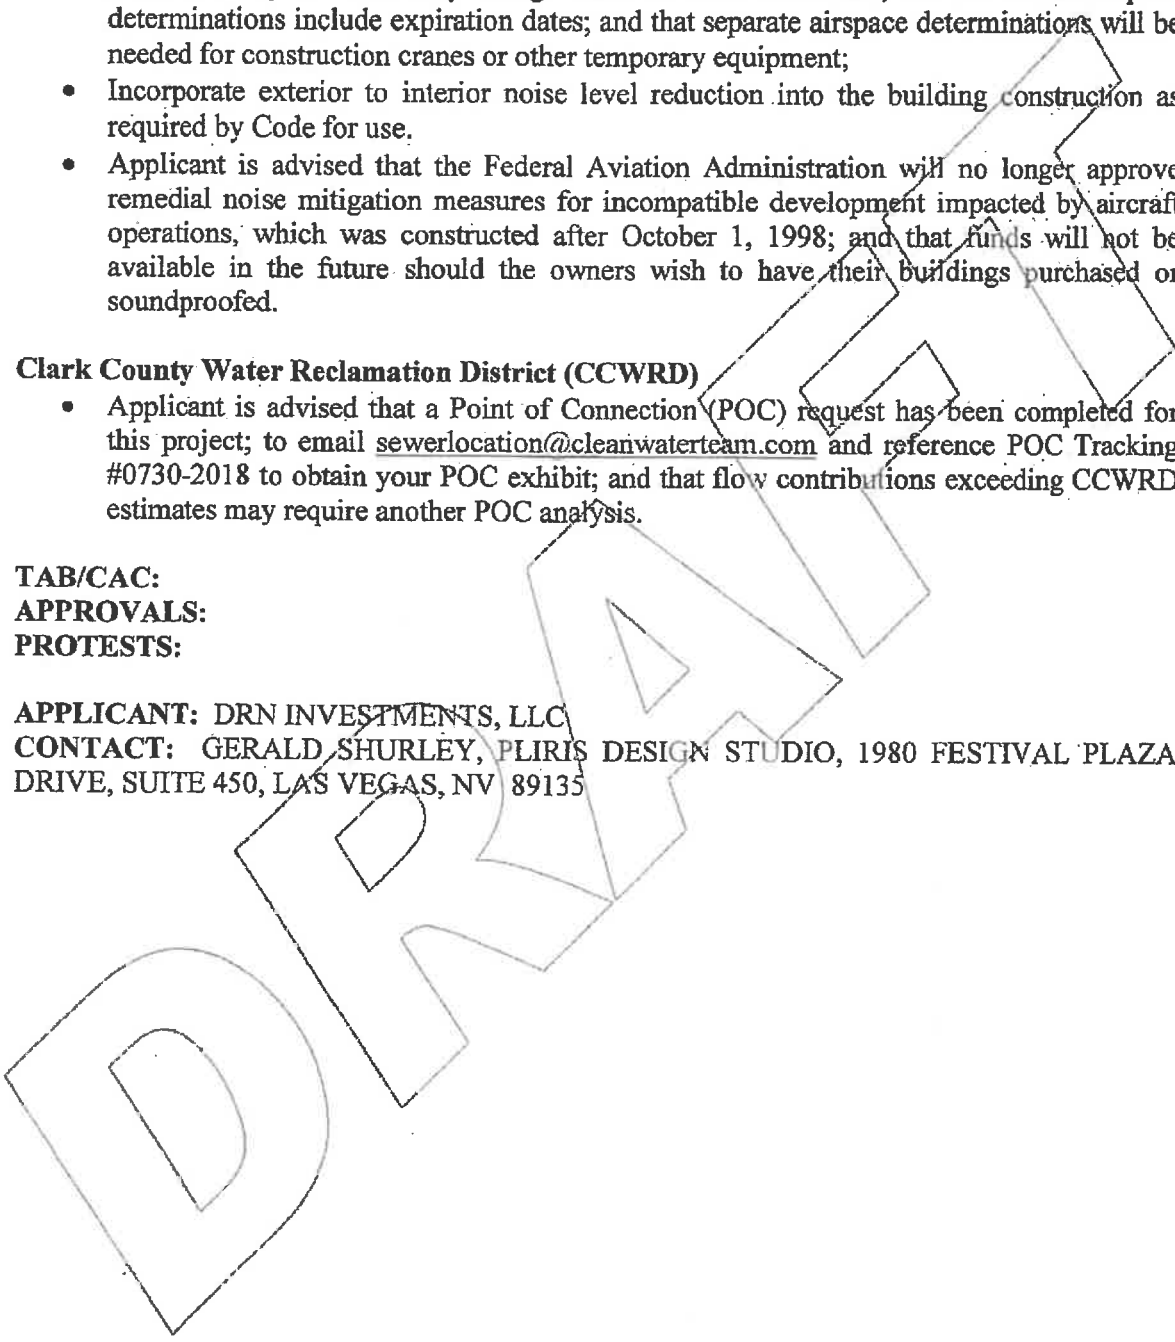 determinations include expiration dates; and that separate airspace determinations will be
needed for construction cranes or other temporary equipment;
• Incorporate exterior to interior noise level reduction into the building construction as
required by Code for use.
• Applicant is advised that the Federal Aviation Administration will no longer approve
remedial noise mitigation measures for incompatible development impacted by aircraft
operations, which was constructed after October 1, 1998; and that funds will not be
available in the future should the owners wish to have their buildings purchased or
soundproofed.
Clark County Water Reclamation District (CCWRD)
• Applicant is advised that a Point of Connection (POC) request has been completed for
this project; to email sewerlocation@cleanwaterteam.com and reference POC Tracking
#0730-2018 to obtain your POC exhibit; and that flow contributions exceeding CCWRD
estimates may require another POC analysis.
TAB/CAC:
APPROVALS:
PROTESTS:
APPLICANT: DRN INVESTMENTS, LLC
CONTACT: GERALD SHURLEY, PLIRIS DESIGN STUDIO, 1980 FESTIVAL PLAZA
DRIVE, SUITE 450, LAS VEGAS, NV 89135
DRAFT